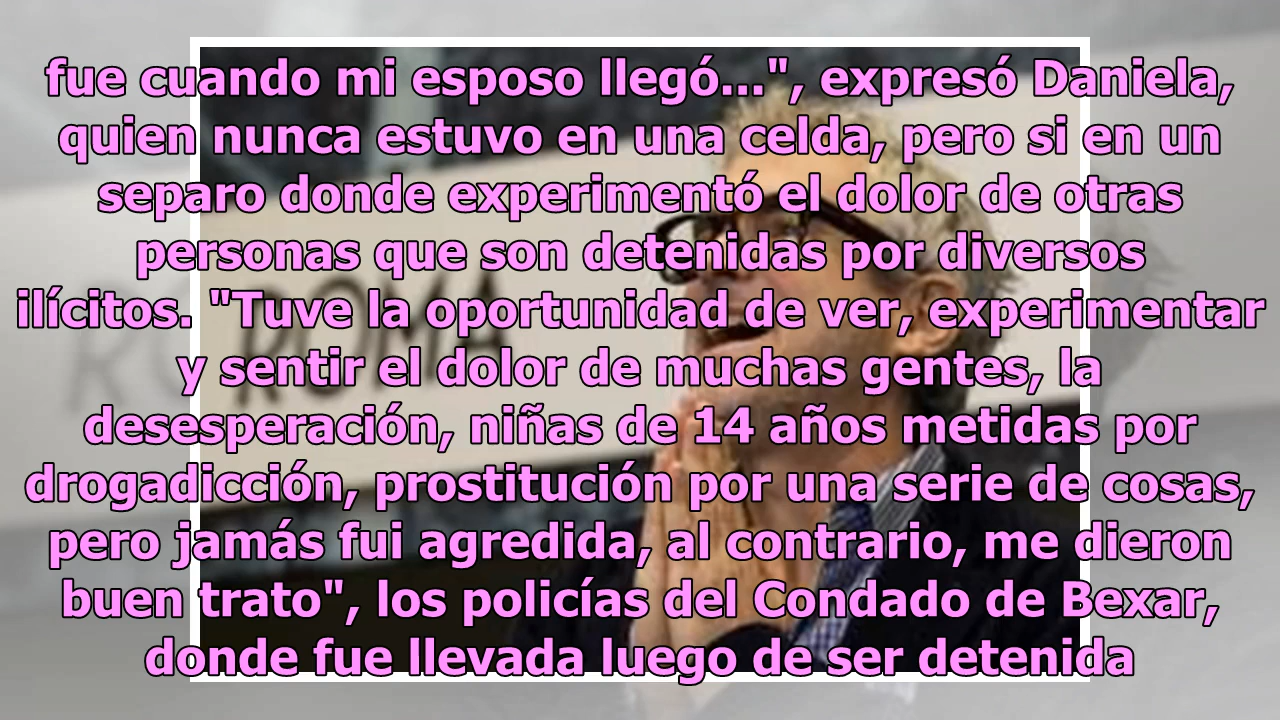 fue cuando mi esposo llegó...", expresó Daniela,
quien nunca estuvo en una celda, pero si en un
separo donde experimentó el dolor de otras
personas que son detenidas por diversos
ilícitos. "Tuve la oportunidad de ver, experimentar
y sentir el dolor de muchas gentes, la
desesperación, niñas de 14 años metidas por
drogadicción, prostitución por una serie de cosas,
pero jamás fui agredida, al contrario, me dieron
buen trato", los policías del Condado de Bexar,
donde fue llevada luego de ser detenida
ROMA